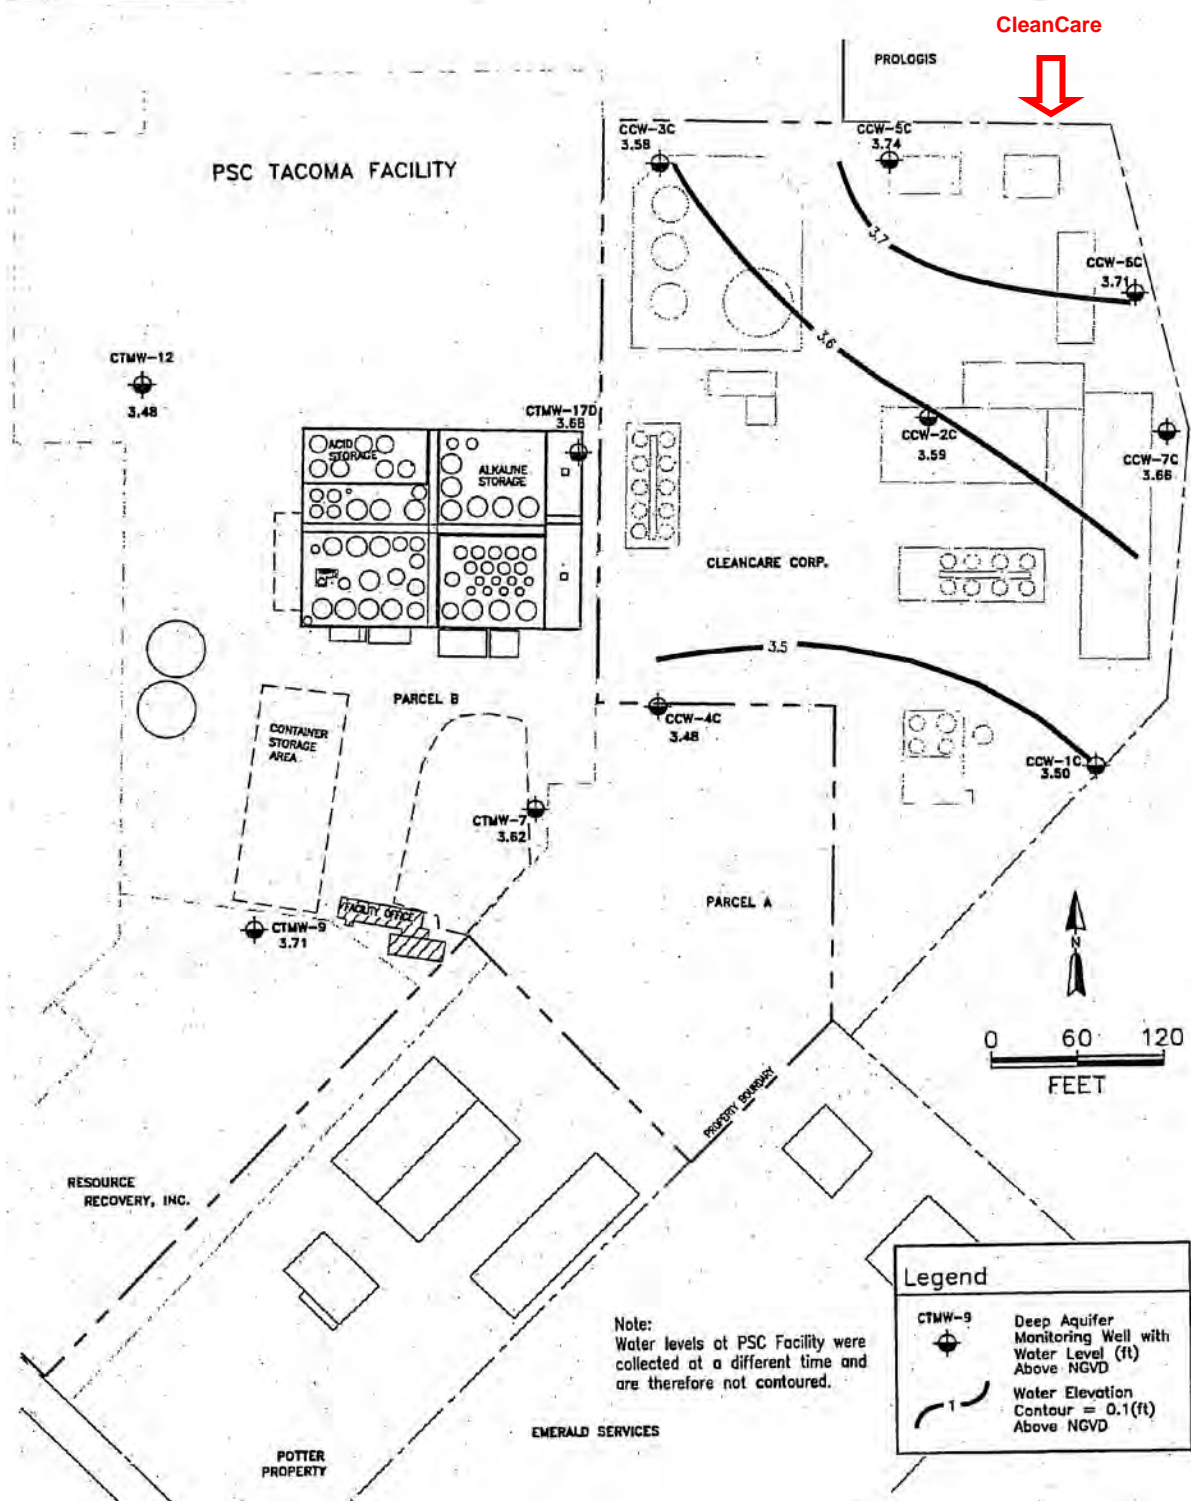 CleanCare
PROLOGIS
CCW-3C
3.58
CCW-5C
3.74
PSC TACOMA FACILITY
3.7
CCW-6C
3.71
3.6
CTMW-12
3.48
CTMW-17D
3.68
CCW-2C
3.59
CCW-7C
3.66
ACID
STORAGE
ALKALINE
STORAGE
CLEANCARE CORP.
3.5
PARCEL B
CCW-4C
3.48
CONTAINER
STORAGE
AREA
CCW-1C
3.50
CTMW-7
3.62
PARCEL A
FACILITY OFFICE
CTMW-9
3.71
N
0 60 120
FEET
PROPERTY BOUNDARY
RESOURCE
RECOVERY, INC.
Note:
Water levels at PSC Facility were
collected at a different time and
are therefore not contoured.
EMERALD SERVICES
POTTER
PROPERTY
Legend
CTMW-9
Deep Aquifer
Monitoring Well with
Water Level (ft)
Above NGVD
1
Water Elevation
Contour = 0.1(ft)
Above NGVD